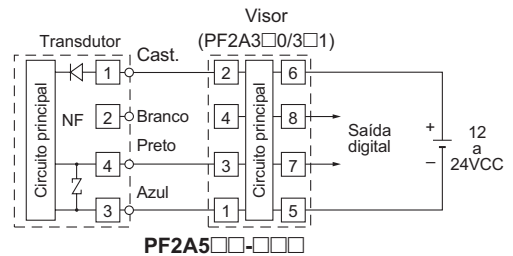 Visor
(PF2A3□0/3□1)
Transdutor
Cast.
1
2
6
NF
2
Branco
4
8
Preto
Saída
digital
+
12
a
24VCC
–
4
3
7
Azul
3
1
5
Circuito principal
Circuito principal
PF2A5□□-□□□